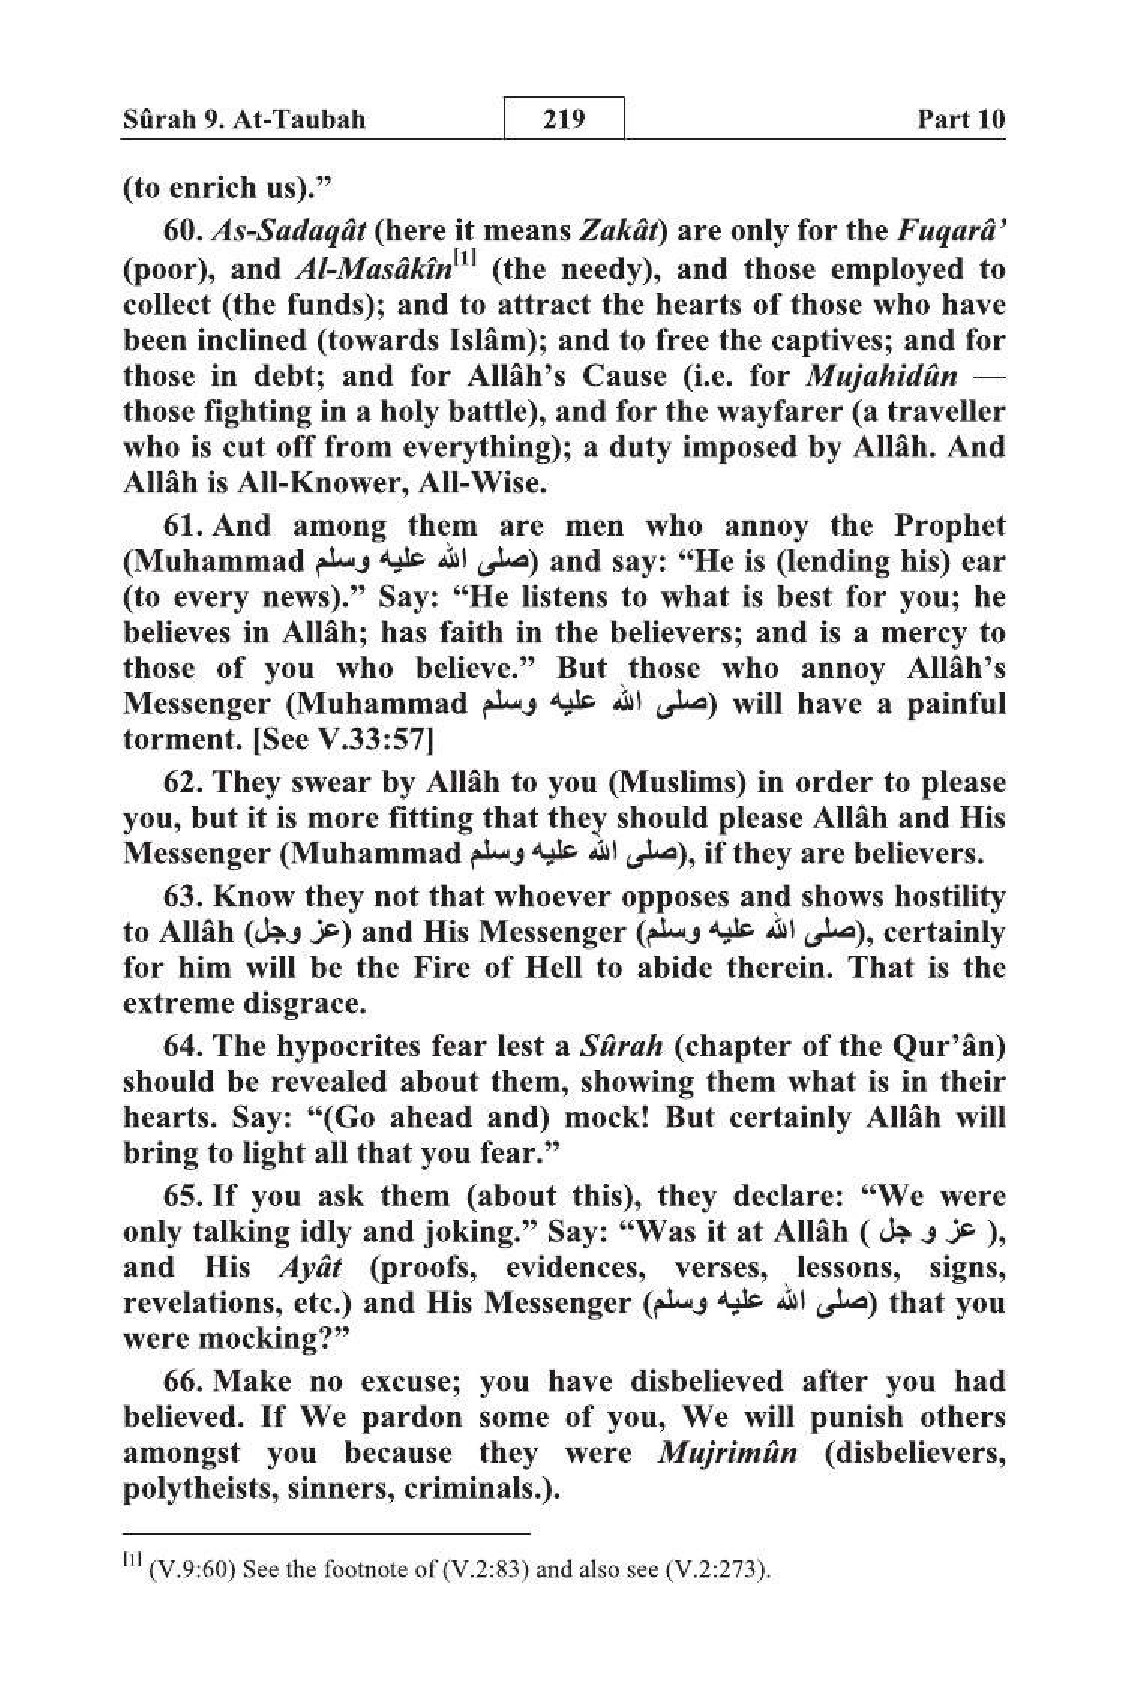 Sûrah 9. At-Taubah 219 Part 10
(to enrich us).”
60. As-Sadaqât (here it means Zakât) are only for the Fuqarâ’
(poor), and Al-Masâkîn[1] (the needy), and those employed to
collect (the funds); and to attract the hearts of those who have
been inclined (towards Islâm); and to free the captives; and for
those in debt; and for Allâh’s Cause (i.e. for Mujahidûn —
those fighting in a holy battle), and for the wayfarer (a traveller
who is cut off from everything); a duty imposed by Allâh. And
Allâh is All-Knower, All-Wise.
61. And among them are men who annoy the Prophet
(Muhammad صلى الله عليه وسلم) and say: “He is (lending his) ear
(to every news).” Say: “He listens to what is best for you; he
believes in Allâh; has faith in the believers; and is a mercy to
those of you who believe.” But those who annoy Allâh’s
Messenger (Muhammad صلى الله عليه وسلم) will have a painful
torment. [See V.33:57]
62. They swear by Allâh to you (Muslims) in order to please
you, but it is more fitting that they should please Allâh and His
Messenger (Muhammad صلى الله عليه وسلم), if they are believers.
63. Know they not that whoever opposes and shows hostility
to Allâh (عز وجل) and His Messenger (صلى الله عليه وسلم), certainly
for him will be the Fire of Hell to abide therein. That is the
extreme disgrace.
64. The hypocrites fear lest a Sûrah (chapter of the Qur’ân)
should be revealed about them, showing them what is in their
hearts. Say: “(Go ahead and) mock! But certainly Allâh will
bring to light all that you fear.”
65. If you ask them (about this), they declare: “We were
only talking idly and joking.” Say: “Was it at Allâh ( عز و جل ),
and His Ayât (proofs, evidences, verses, lessons, signs,
revelations, etc.) and His Messenger (صلى الله عليه وسلم) that you
were mocking?”
66. Make no excuse; you have disbelieved after you had
believed. If We pardon some of you, We will punish others
amongst you because they were Mujrimûn (disbelievers,
polytheists, sinners, criminals.).
[1] (V.9:60) See the footnote of (V.2:83) and also see (V.2:273).